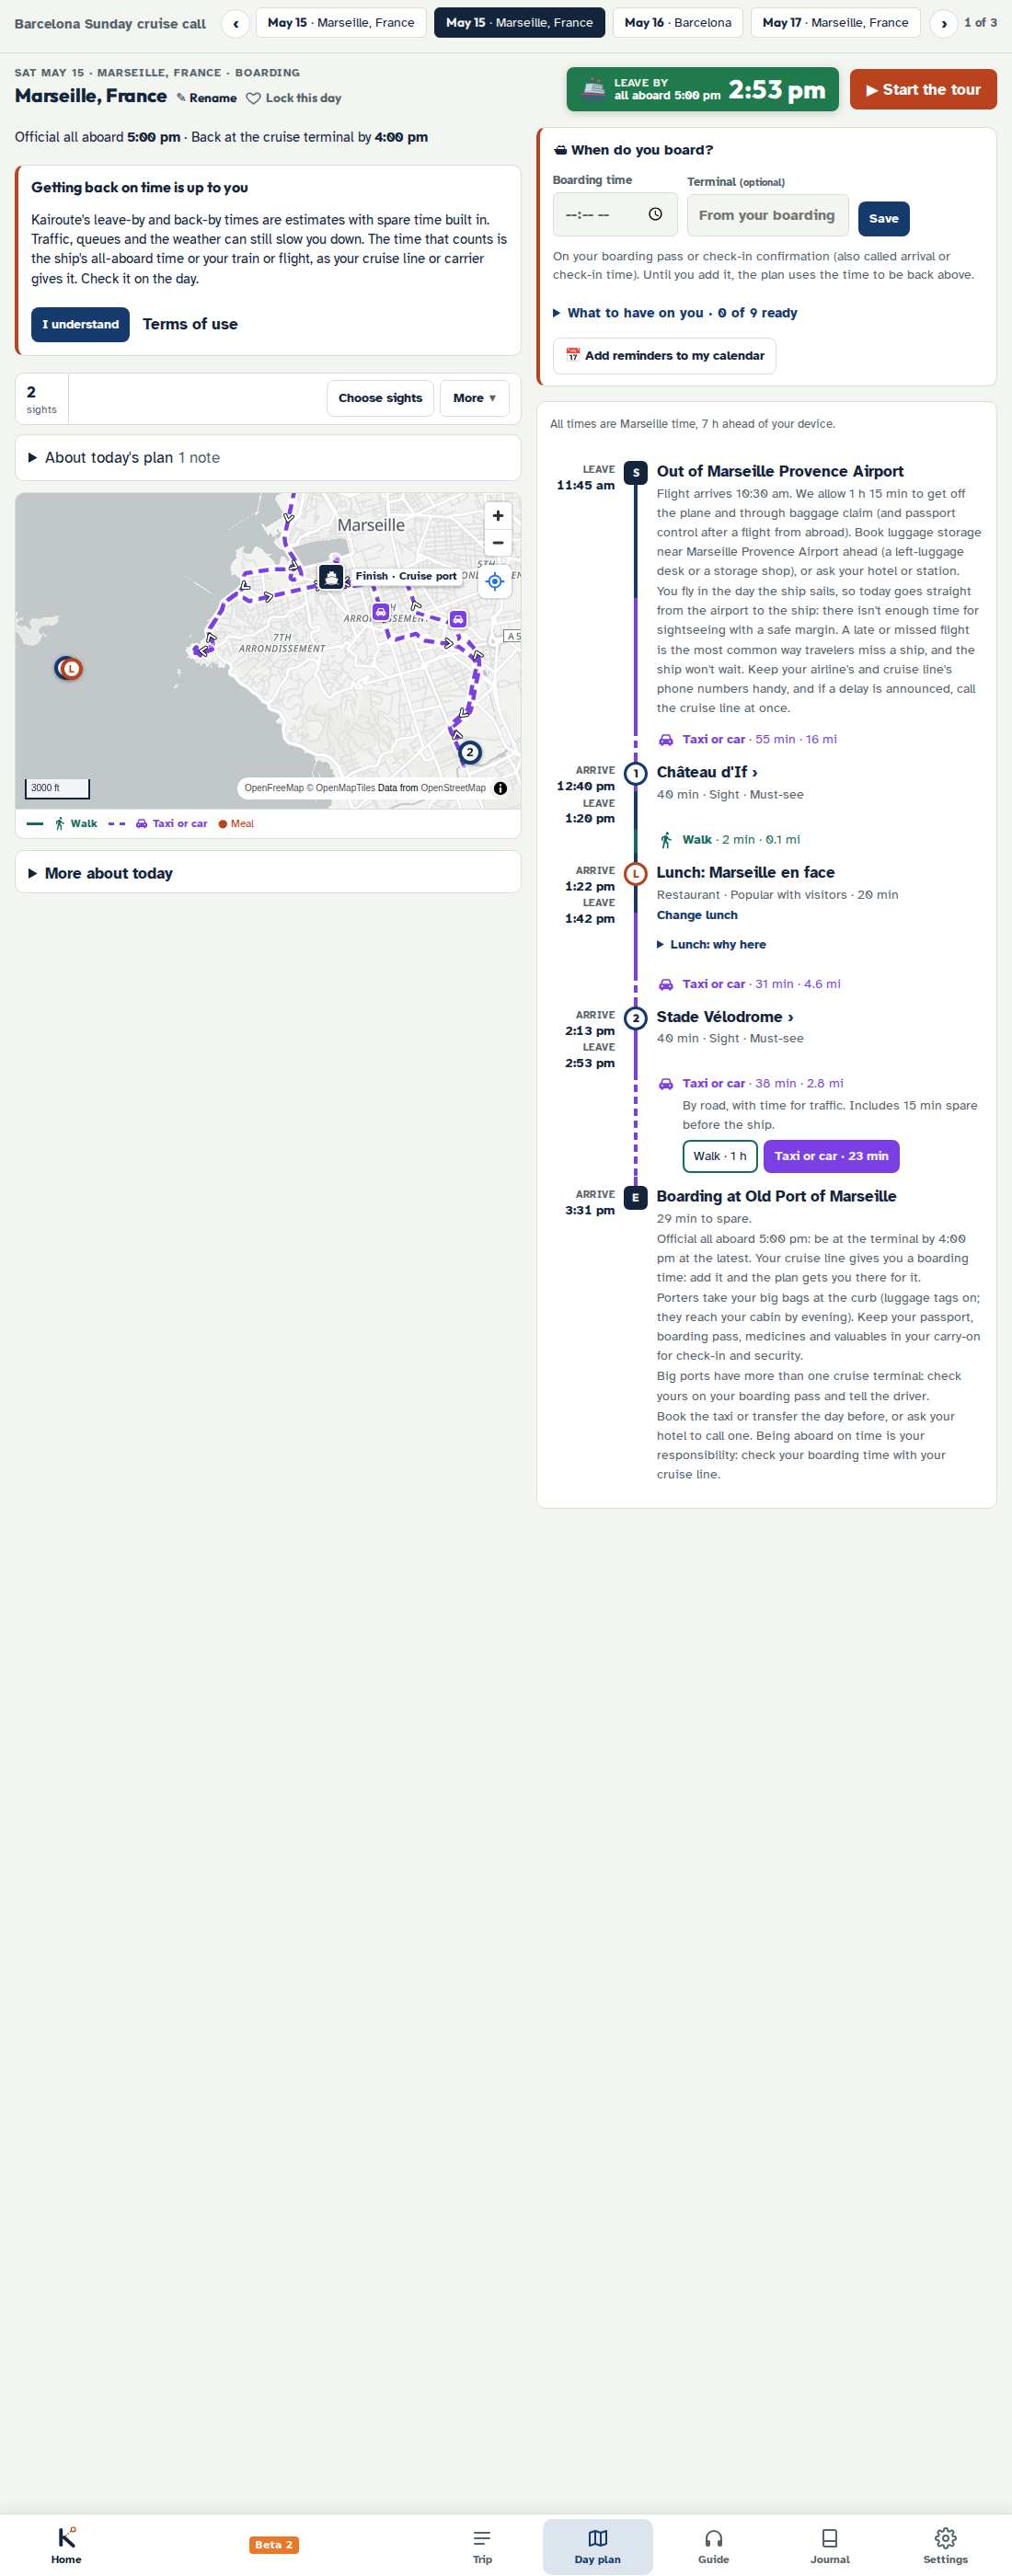 Barcelona Sunday cruise call
‹
May 15 · Marseille, France
May 15 · Marseille, France
May 16 · Barcelona
May 17 · Marseille, France
›
1 of 3
SAT MAY 15 · MARSEILLE, FRANCE · BOARDING
Marseille, France ✎ Rename Lock this day
LEAVE BY
all aboard 5:00 pm
2:53 pm
▶ Start the tour
Official all aboard 5:00 pm · Back at the cruise terminal by 4:00 pm
Getting back on time is up to you
Kairoute's leave-by and back-by times are estimates with spare time built in.
Traffic, queues and the weather can still slow you down. The time that counts is
the ship's all-aboard time or your train or flight, as your cruise line or carrier
gives it. Check it on the day.
I understand
Terms of use
2
sights
Choose sights
More ▼
▶ About today's plan 1 note
Marseille
Finish · Cruise port
5TH
7TH
ARRONDISSEMENT
A 5
L
2
3000 ft
OpenFreeMap © OpenMapTiles Data from OpenStreetMap
Walk
Taxi or car
Meal
▶ More about today
When do you board?
Boarding time
Terminal (optional)
--:-- --
From your boarding
Save
On your boarding pass or check-in confirmation (also called arrival or
check-in time). Until you add it, the plan uses the time to be back above.
▶ What to have on you · 0 of 9 ready
Add reminders to my calendar
All times are Marseille time, 7 h ahead of your device.
LEAVE
11:45 am
S
Out of Marseille Provence Airport
Flight arrives 10:30 am. We allow 1 h 15 min to get off
the plane and through baggage claim (and passport
control after a flight from abroad). Book luggage storage
near Marseille Provence Airport ahead (a left-luggage
desk or a storage shop), or ask your hotel or station.
You fly in the day the ship sails, so today goes straight
from the airport to the ship: there isn't enough time for
sightseeing with a safe margin. A late or missed flight
is the most common way travelers miss a ship, and the
ship won't wait. Keep your airline's and cruise line's
phone numbers handy, and if a delay is announced, call
the cruise line at once.
Taxi or car · 55 min · 16 mi
ARRIVE
12:40 pm
LEAVE
1:20 pm
1
Château d'If ›
40 min · Sight · Must-see
Walk · 2 min · 0.1 mi
ARRIVE
1:22 pm
LEAVE
1:42 pm
L
Lunch: Marseille en face
Restaurant · Popular with visitors · 20 min
Change lunch
▶ Lunch: why here
Taxi or car · 31 min · 4.6 mi
ARRIVE
2:13 pm
LEAVE
2:53 pm
2
Stade Vélodrome ›
40 min · Sight · Must-see
Taxi or car · 38 min · 2.8 mi
By road, with time for traffic. Includes 15 min spare
before the ship.
Walk · 1 h
Taxi or car · 23 min
ARRIVE
3:31 pm
E
Boarding at Old Port of Marseille
29 min to spare.
Official all aboard 5:00 pm: be at the terminal by 4:00
pm at the latest. Your cruise line gives you a boarding
time: add it and the plan gets you there for it.
Porters take your big bags at the curb (luggage tags on;
they reach your cabin by evening). Keep your passport,
boarding pass, medicines and valuables in your carry-on
for check-in and security.
Big ports have more than one cruise terminal: check
yours on your boarding pass and tell the driver.
Book the taxi or transfer the day before, or ask your
hotel to call one. Being aboard on time is your
responsibility: check your boarding time with your
cruise line.
Home
Beta 2
Trip
Day plan
Guide
Journal
Settings